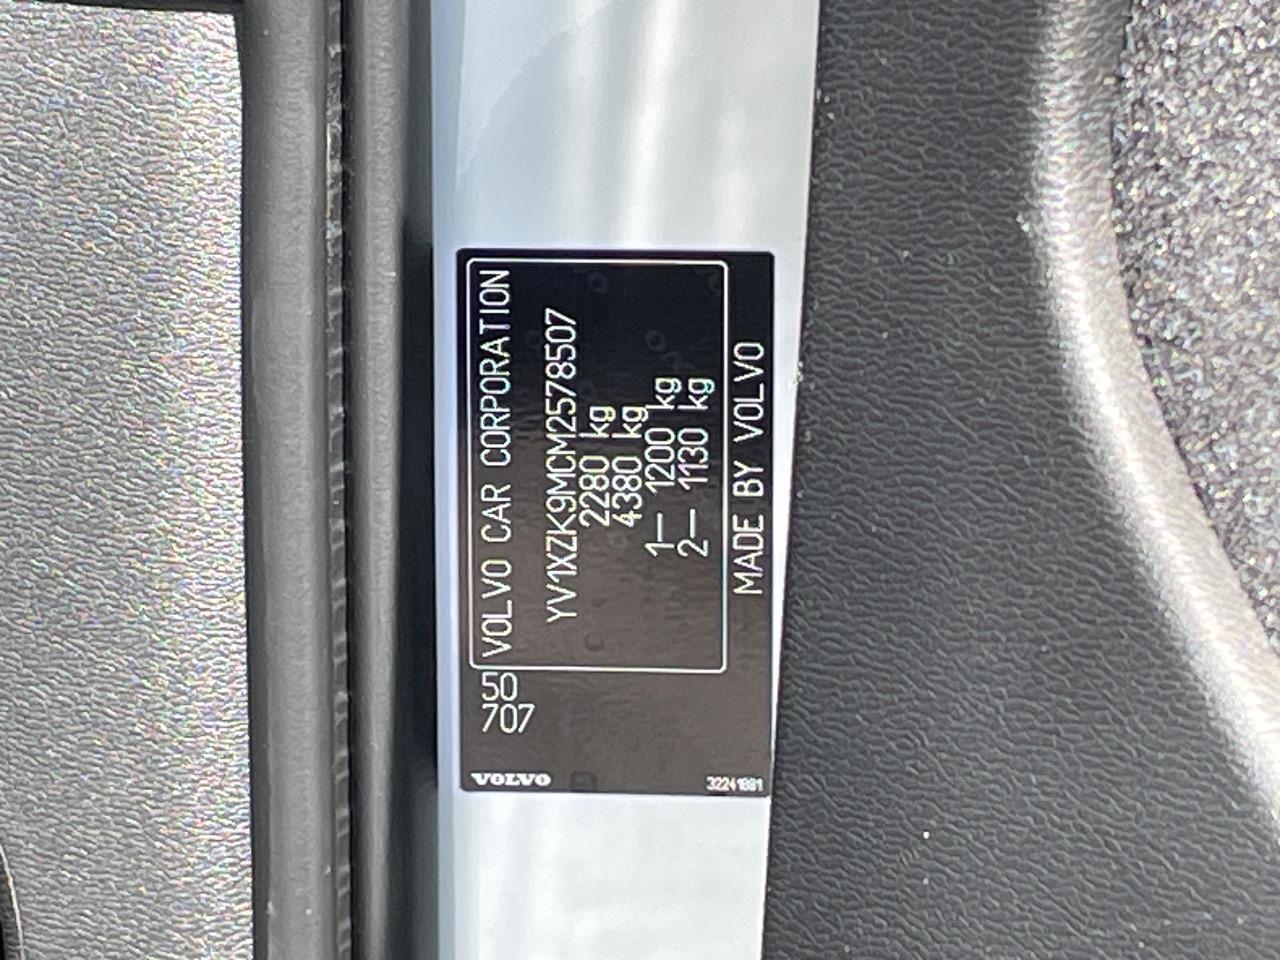 VOLVO CAR CORPORATION
YV1XZK9MCM2578507
2280 kg
4380 kg
1– 1200 kg
2– 1130 kg
MADE BY VOLVO
50
707
VOLVO